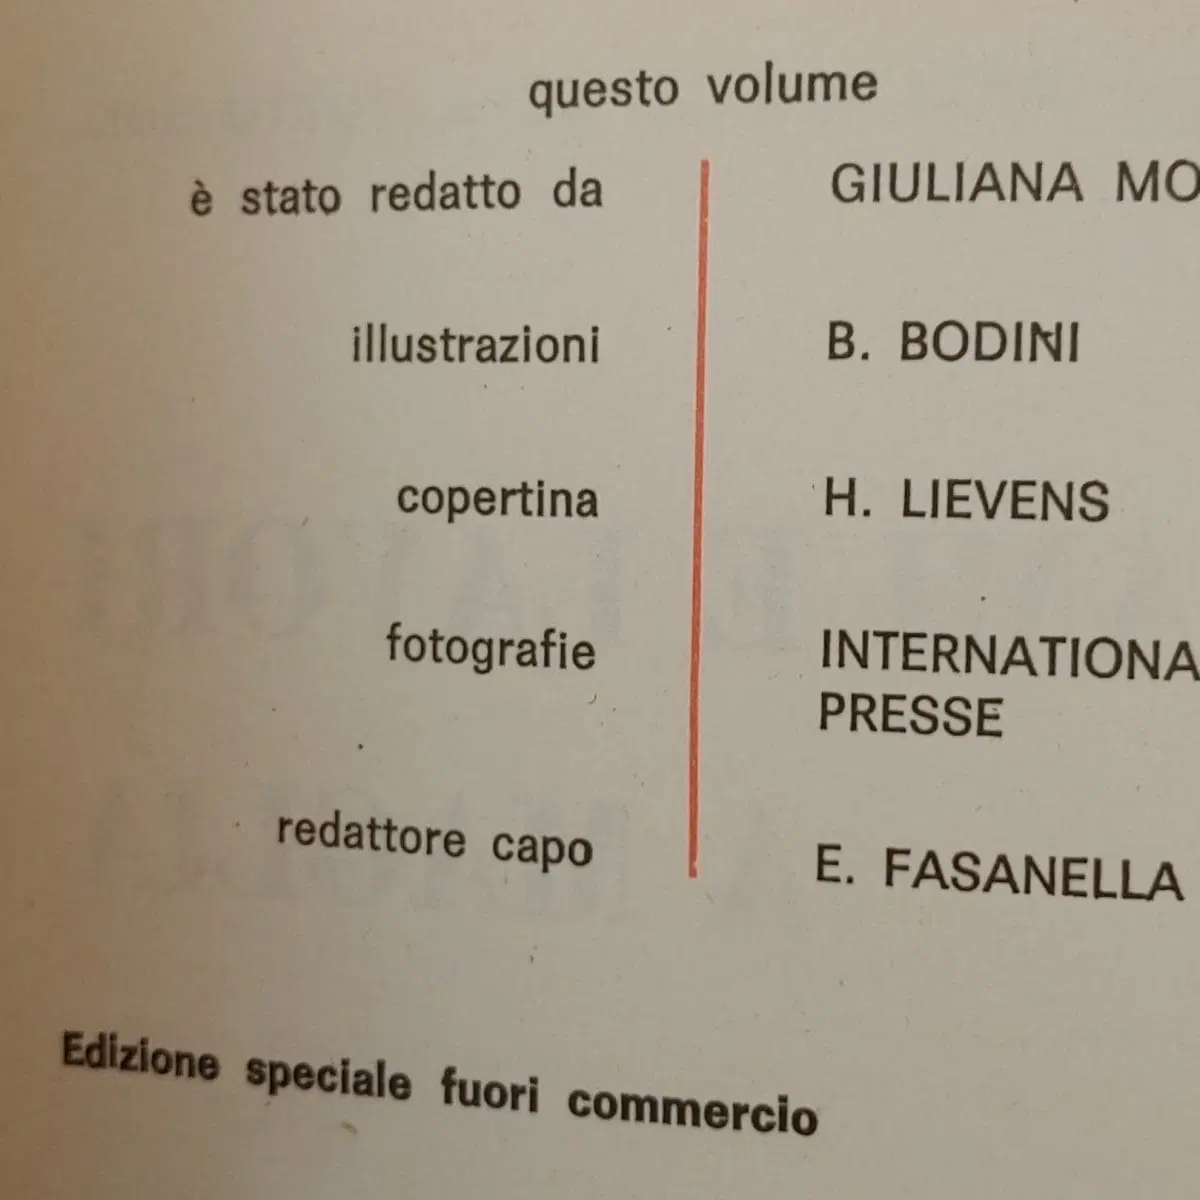 questo volume
è stato redatto da GIULIANA MO
illustrazioni B. BODINI
copertina H. LIEVENS
fotografie INTERNATIONA
PRESSE
redattore capo E. FASANELLA
Edizione speciale fuori commercio